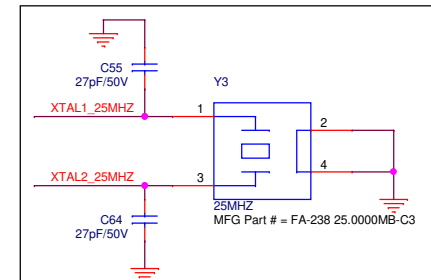 C55
27pF/50V
Y3
XTAL1_25MHZ
1
2
XTAL2_25MHZ
3
4
25MHZ
MFG Part # = FA-238 25.0000MB-C3
C64
27pF/50V